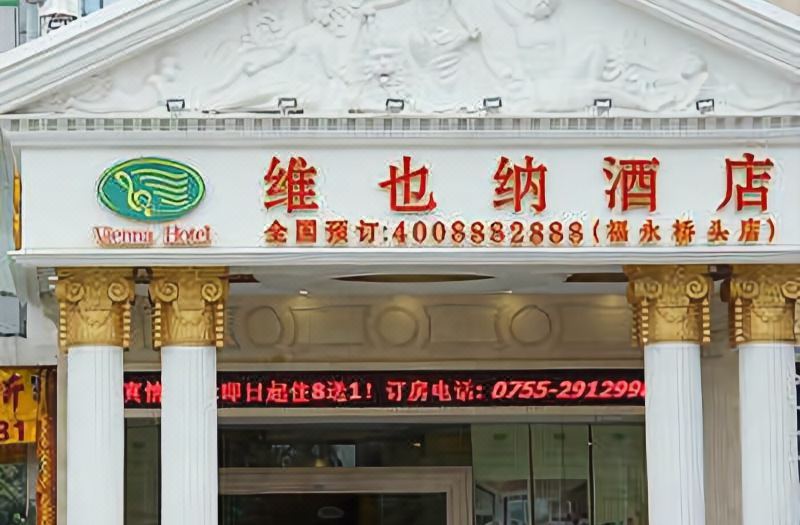 维也纳酒店
Vienna Hotel
全国预订:4008882888(福永桥头店)
即日起住8送1! 订房电话: 0755-2912998